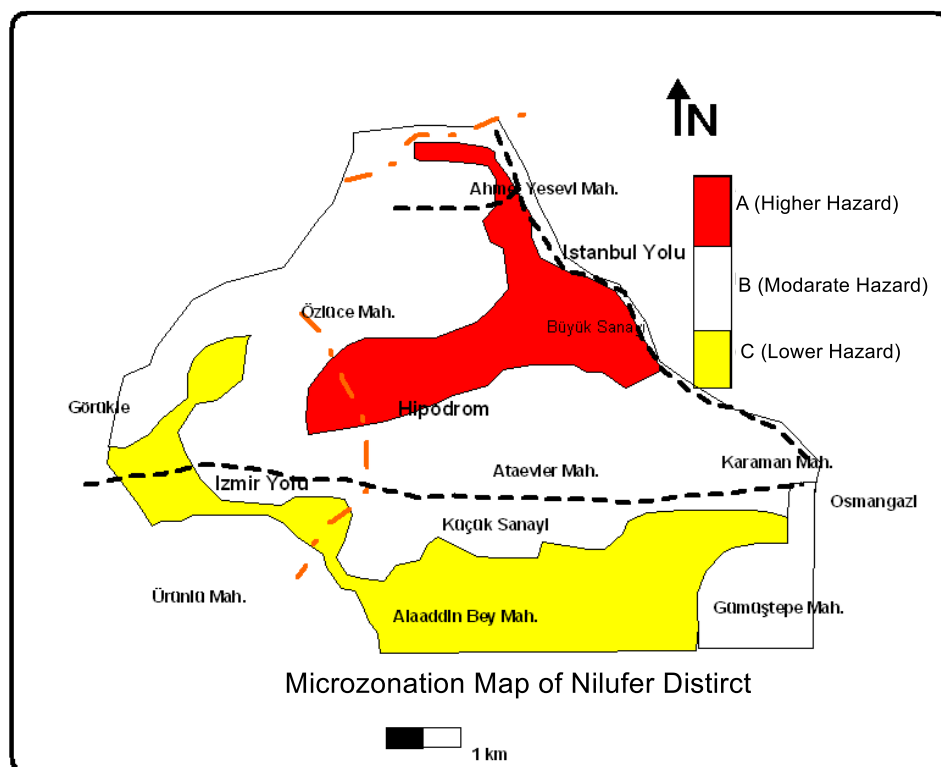 N
Ahmet Yesevi Mah.
A (Higher Hazard)
Istanbul Yolu
B (Modarate Hazard)
Özlüce Mah.
Büyük Sanayi
C (Lower Hazard)
Görükle
Hipodrom
Ataevler Mah.
Karaman Mah.
Izmir Yolu
Osmangazi
Küçük Sanayi
Ürünlü Mah.
Alaaddin Bey Mah.
Gümüştepe Mah.
Microzonation Map of Nilufer Distirct
1 km